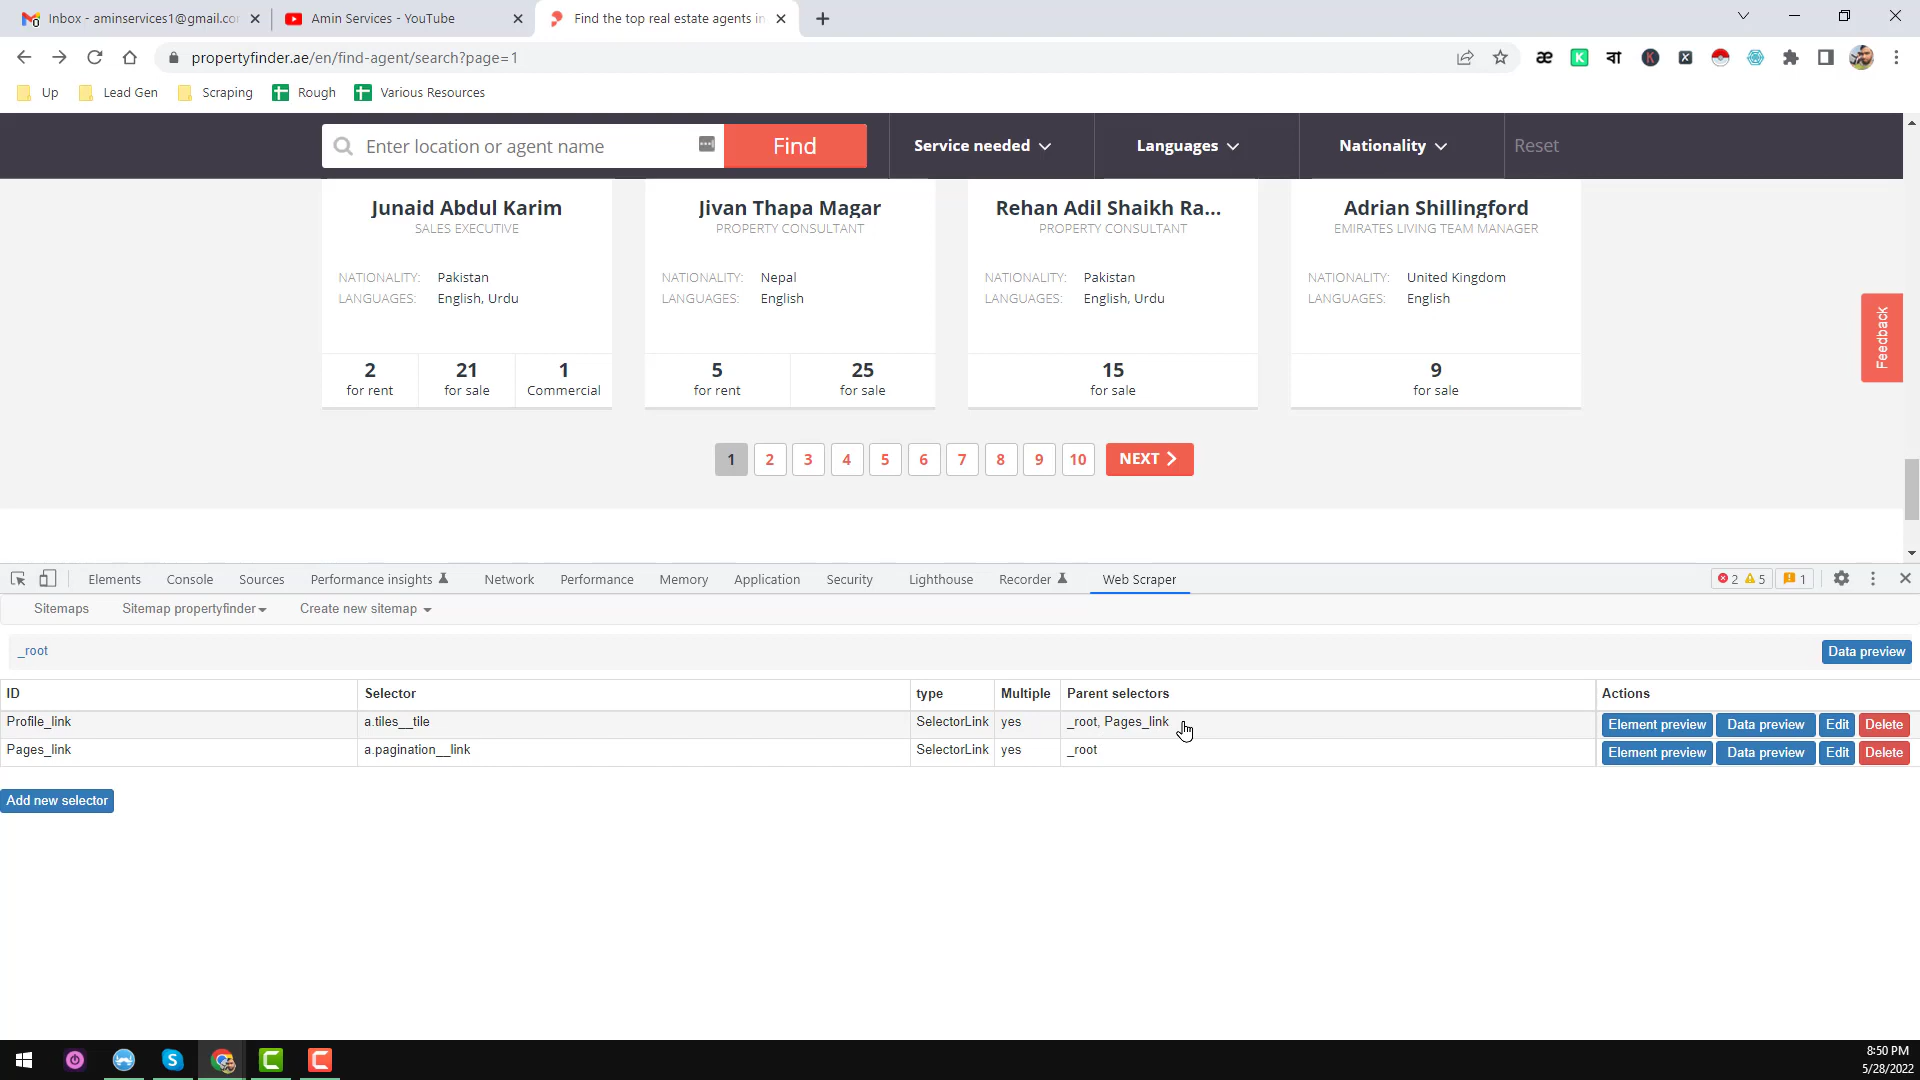 Inbox - aminservices1@gmail.co
Amin Services - YouTube
Find the top real estate agents in
propertyfinder.ae/en/find-agent/search?page=1
Up
Lead Gen
Scraping
Rough
Various Resources
Enter location or agent name
Find
Service needed
Languages
Nationality
Reset
Junaid Abdul Karim
SALES EXECUTIVE
NATIONALITY: Pakistan
LANGUAGES: English, Urdu
2 for rent
21 for sale
1 Commercial
Jivan Thapa Magar
PROPERTY CONSULTANT
NATIONALITY: Nepal
LANGUAGES: English
5 for rent
25 for sale
Rehan Adil Shaikh Ra...
PROPERTY CONSULTANT
NATIONALITY: Pakistan
LANGUAGES: English, Urdu
15 for sale
Adrian Shillingford
EMIRATES LIVING TEAM MANAGER
NATIONALITY: United Kingdom
LANGUAGES: English
9 for sale
Feedback
1 2 3 4 5 6 7 8 9 10 NEXT
Elements Console Sources Performance insights Network Performance Memory Application Security Lighthouse Recorder Web Scraper 2 5 1
Sitemaps Sitemap propertyfinder Create new sitemap
_root Data preview
ID Selector type Multiple Parent selectors Actions
Profile_link a.tiles__tile SelectorLink yes _root, Pages_link Element preview Data preview Edit Delete
Pages_link a.pagination__link SelectorLink yes _root Element preview Data preview Edit Delete
Add new selector
8:50 PM
5/28/2022